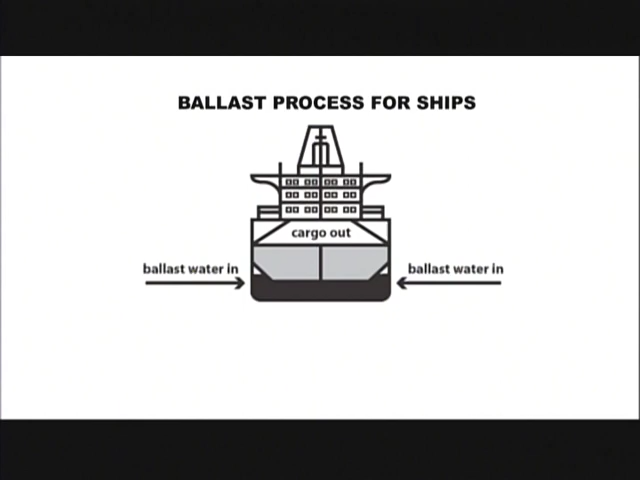 BALLAST PROCESS FOR SHIPS
cargo out
ballast water in
ballast water in